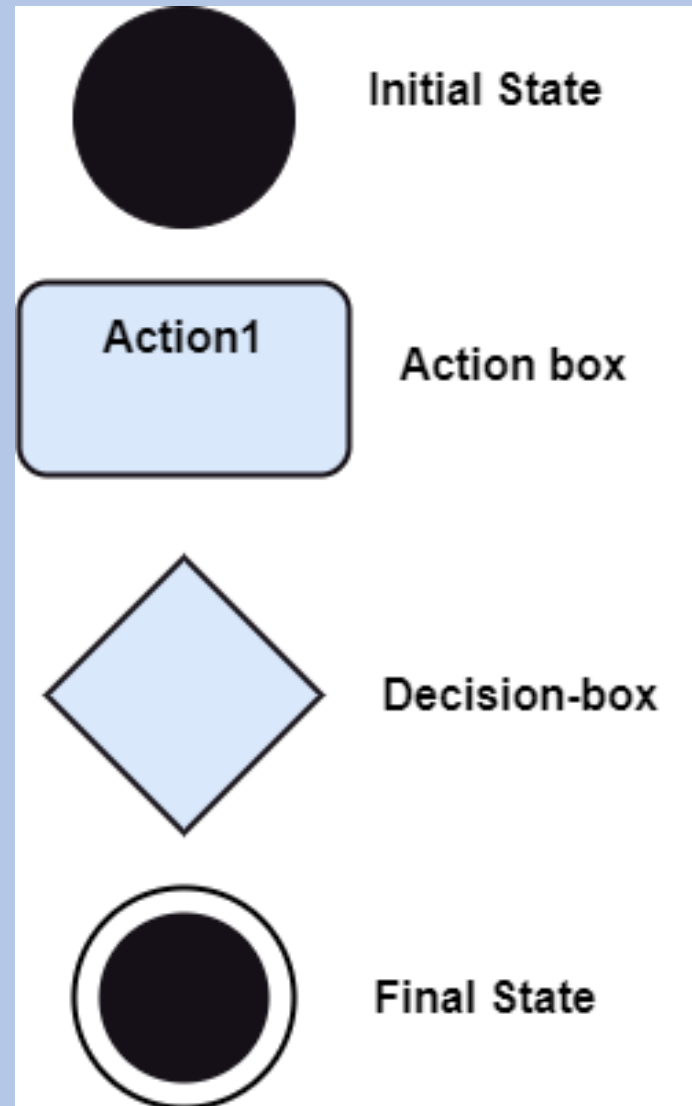 Initial State
Action1
Action box
Decision-box
Final State